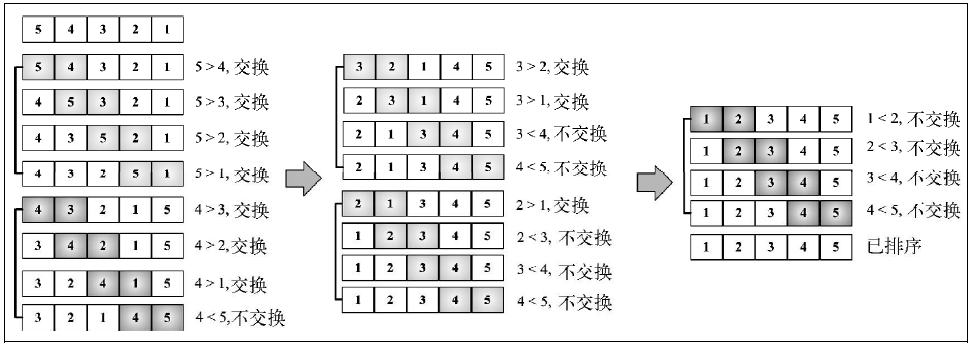 5 4 3 2 1
5 4 3 2 1 5 > 4, 交换
4 5 3 2 1 5 > 3, 交换
4 3 5 2 1 5 > 2, 交换
4 3 2 5 1 5 > 1, 交换
4 3 2 1 5 4 > 3, 交换
3 4 2 1 5 4 > 2, 交换
3 2 4 1 5 4 > 1, 交换
3 2 1 4 5 4 < 5, 不交换
3 2 1 4 5 3 > 2, 交换
2 3 1 4 5 3 > 1, 交换
2 1 3 4 5 3 < 4, 不交换
2 1 3 4 5 4 < 5, 不交换
2 1 3 4 5 2 > 1, 交换
1 2 3 4 5 2 < 3, 不交换
1 2 3 4 5 3 < 4, 不交换
1 2 3 4 5 4 < 5, 不交换
1 2 3 4 5 1 < 2, 不交换
1 2 3 4 5 2 < 3, 不交换
1 2 3 4 5 3 < 4, 不交换
1 2 3 4 5 4 < 5, 不交换
1 2 3 4 5 已排序